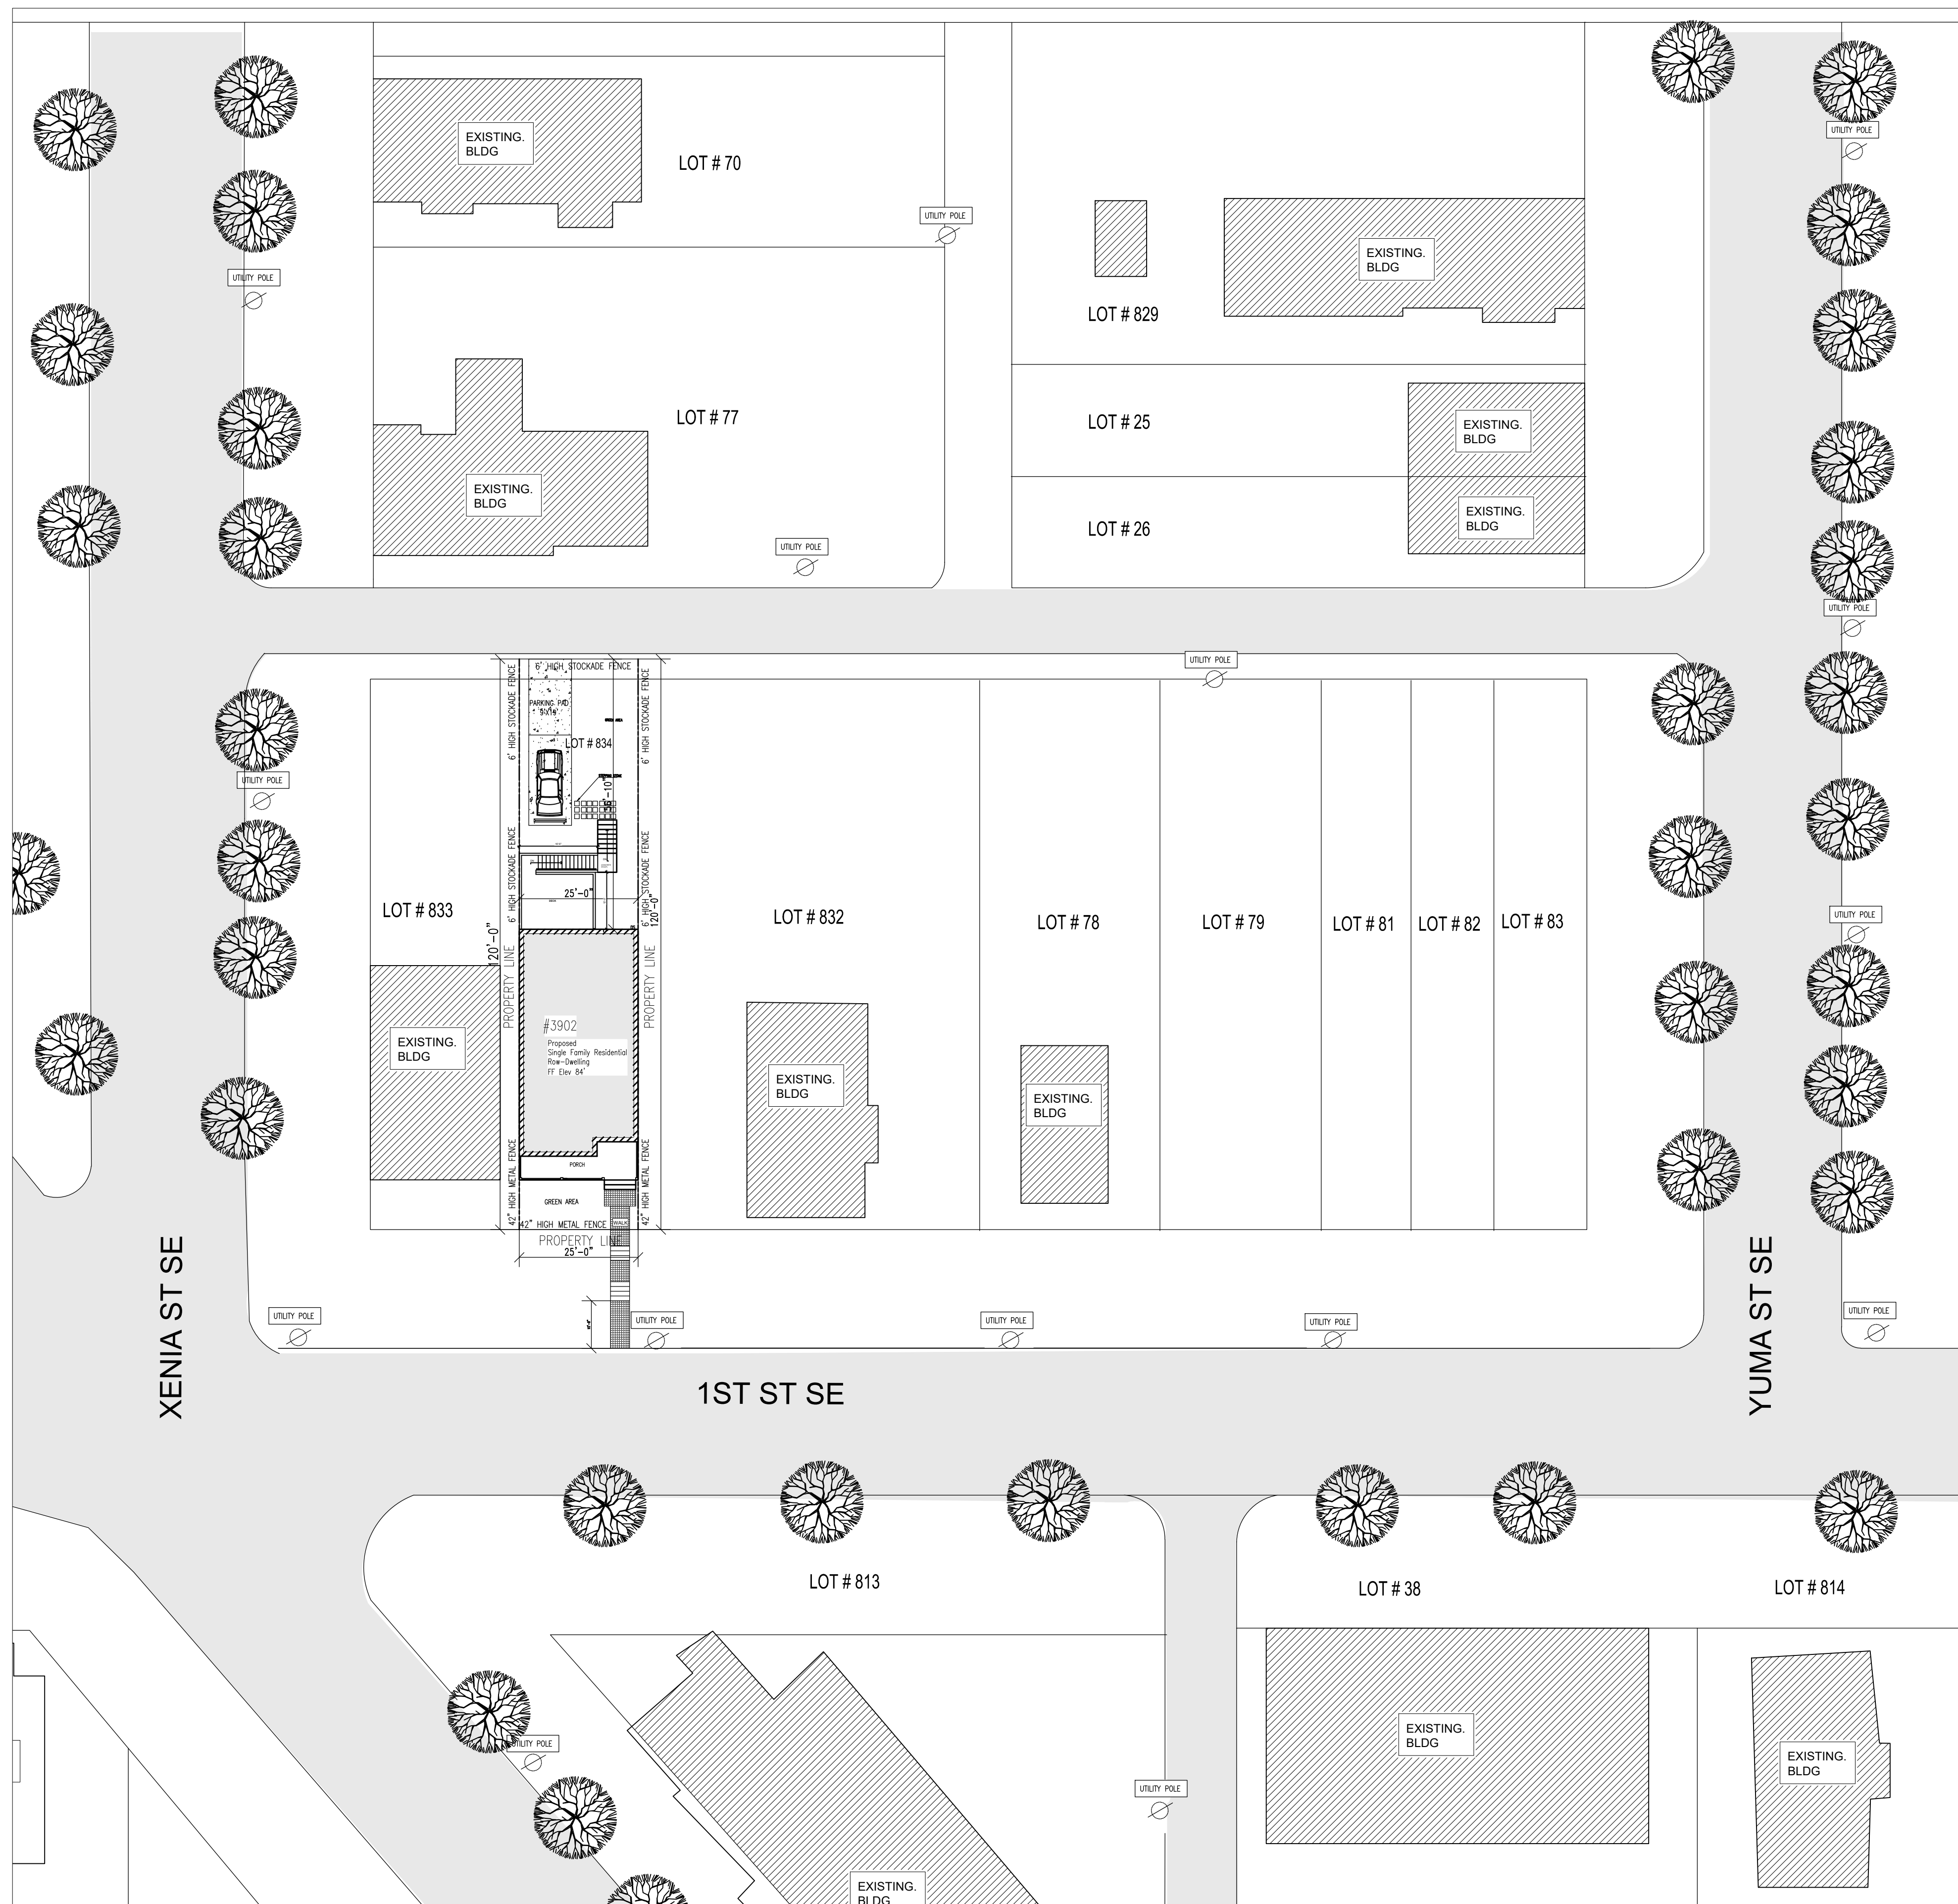 EXISTING.
BLDG
LOT # 70
UTILITY POLE
UTILITY POLE
EXISTING.
BLDG
UTILITY POLE
LOT # 829
LOT # 77
LOT # 25
EXISTING.
BLDG
EXISTING.
BLDG
LOT # 26
EXISTING.
BLDG
UTILITY POLE
UTILITY POLE
UTILITY POLE
6' HIGH STOCKADE FENCE
6' HIGH STOCKADE FENCE
6' HIGH STOCKADE FENCE
PARKING PAD
GREEN AREA
LOT # 834
UTILITY POLE
STEPPING STONE
6' HIGH STOCKADE FENCE
6' HIGH STOCKADE FENCE
25'-0"
120'-0"
120'-0"
LOT # 833
LOT # 832
LOT # 78
LOT # 79
LOT # 81
LOT # 82
LOT # 83
UTILITY POLE
PROPERTY LINE
PROPERTY LINE
#3902
Proposed
Single Family Residential
Row-Dwelling
FF Elev 84'
EXISTING.
BLDG
EXISTING.
BLDG
EXISTING.
BLDG
PORCH
42" HIGH METAL FENCE
42" HIGH METAL FENCE
GREEN AREA
42" HIGH METAL FENCE
WALK
PROPERTY LINE
25'-0"
UTILITY POLE
UTILITY POLE
UTILITY POLE
UTILITY POLE
UTILITY POLE
XENIA ST SE
YUMA ST SE
1ST ST SE
LOT # 813
LOT # 38
LOT # 814
EXISTING.
BLDG
UTILITY POLE
EXISTING.
BLDG
UTILITY POLE
EXISTING.
BLDG